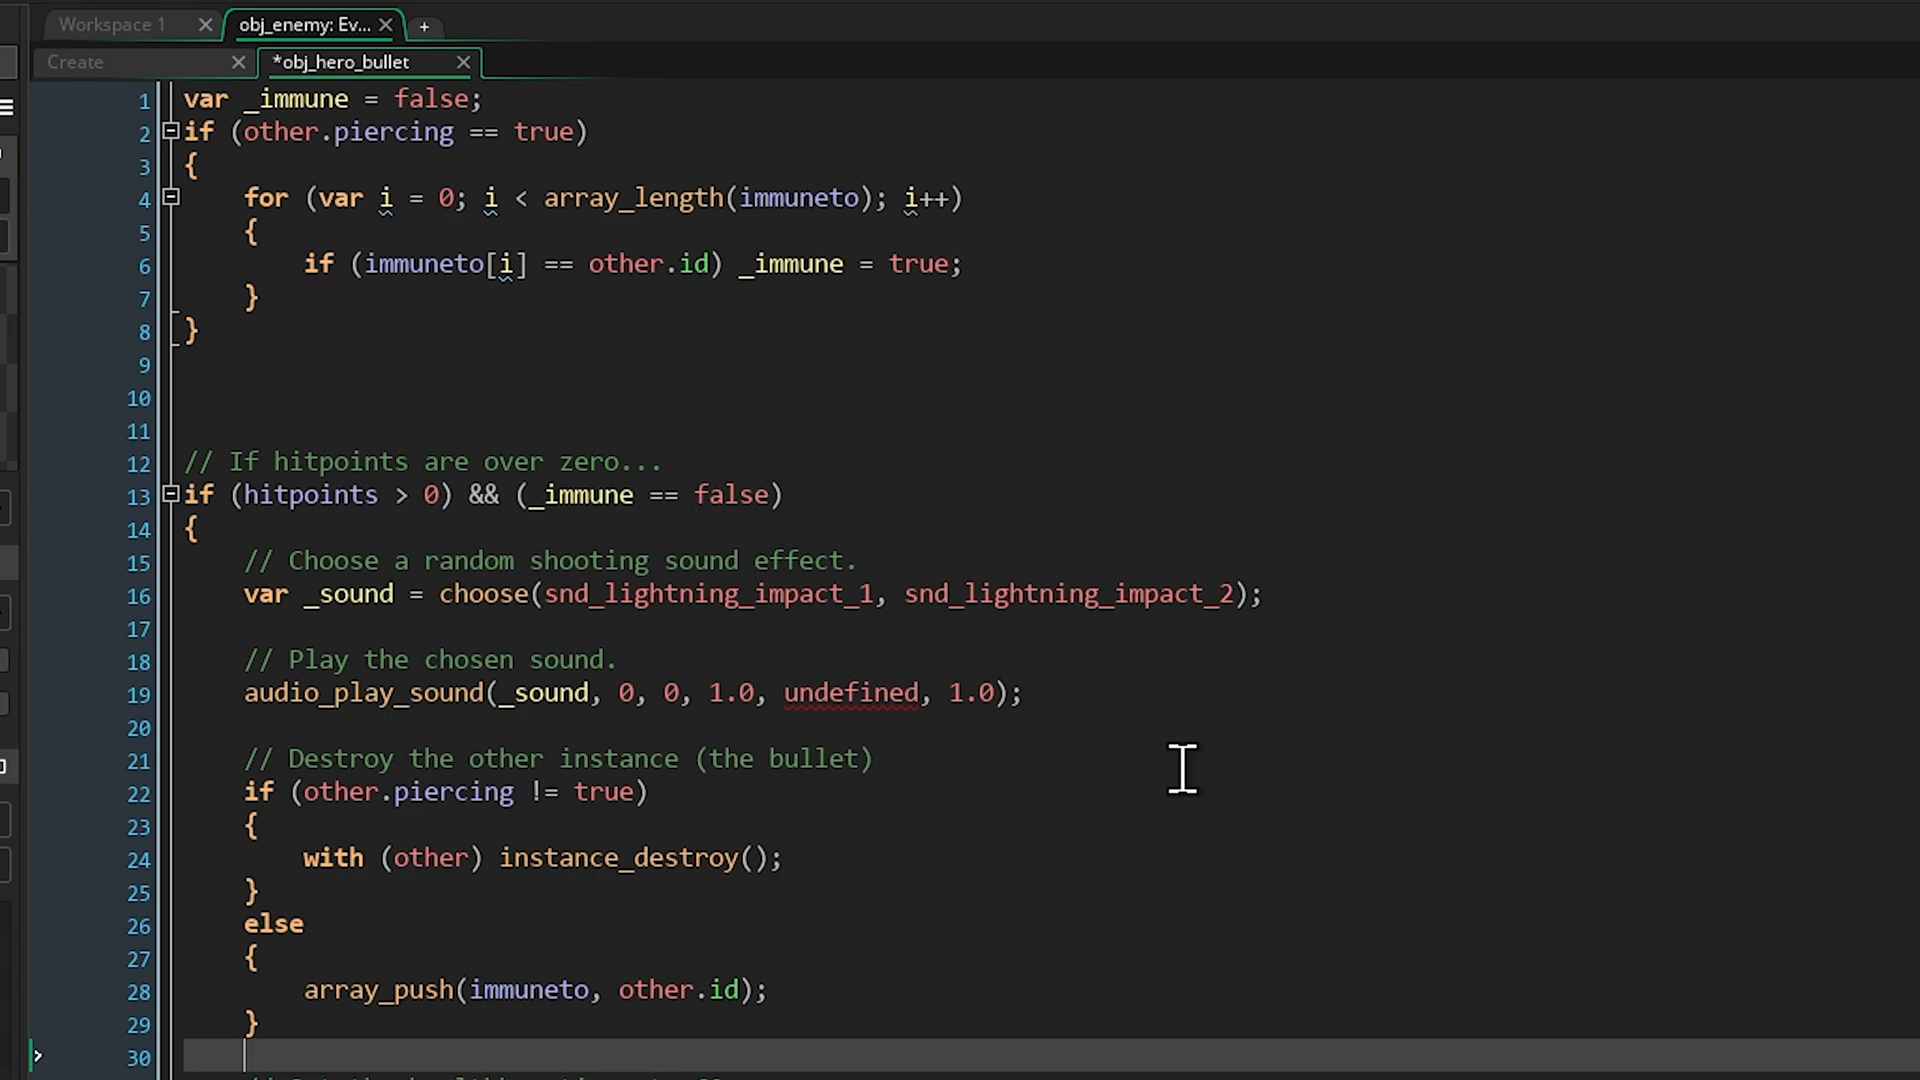 Workspace 1
obj_enemy: Ev...
+
Create
*obj_hero_bullet
1 var _immune = false;
2 if (other.piercing == true)
3 {
4 for (var i = 0; i < array_length(immuneto); i++)
5 {
6 if (immuneto[i] == other.id) _immune = true;
7 }
8 }
9
10
11
12 // If hitpoints are over zero...
13 if (hitpoints > 0) && (_immune == false)
14 {
15 // Choose a random shooting sound effect.
16 var _sound = choose(snd_lightning_impact_1, snd_lightning_impact_2);
17
18 // Play the chosen sound.
19 audio_play_sound(_sound, 0, 0, 1.0, undefined, 1.0);
20
21 // Destroy the other instance (the bullet)
22 if (other.piercing != true)
23 {
24 with (other) instance_destroy();
25 }
26 else
27 {
28 array_push(immuneto, other.id);
29 }
30